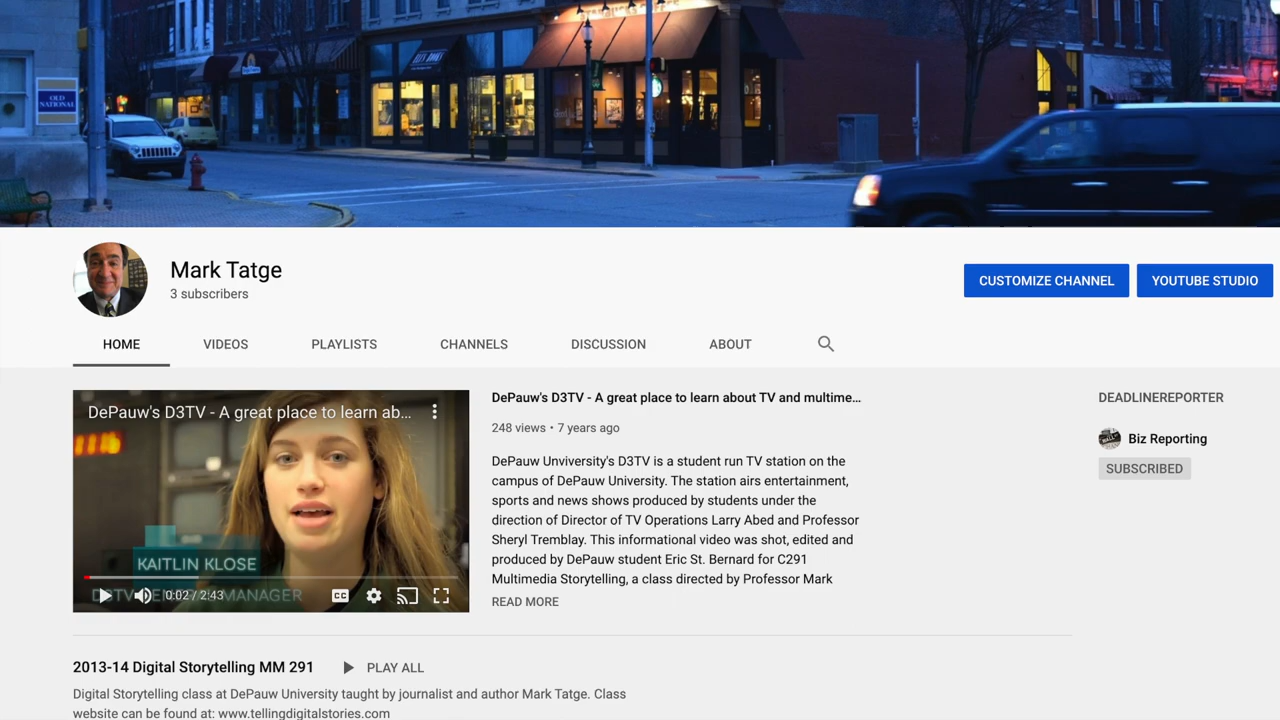 OLD
NATIONAL
Mark Tatge
3 subscribers
CUSTOMIZE CHANNEL
YOUTUBE STUDIO
HOME
VIDEOS
PLAYLISTS
CHANNELS
DISCUSSION
ABOUT
DePauw's D3TV - A great place to learn ab...
KAITLIN KLOSE
MANAGER
0:02 / 2:43
CC
DePauw's D3TV - A great place to learn about TV and multime...
248 views • 7 years ago
DePauw Unviversity's D3TV is a student run TV station on the
campus of DePauw University. The station airs entertainment,
sports and news shows produced by students under the
direction of Director of TV Operations Larry Abed and Professor
Sheryl Tremblay. This informational video was shot, edited and
produced by DePauw student Eric St. Bernard for C291
Multimedia Storytelling, a class directed by Professor Mark
READ MORE
DEADLINEREPORTER
Biz Reporting
SUBSCRIBED
2013-14 Digital Storytelling MM 291
PLAY ALL
Digital Storytelling class at DePauw University taught by journalist and author Mark Tatge. Class
website can be found at: www.tellingdigitalstories.com